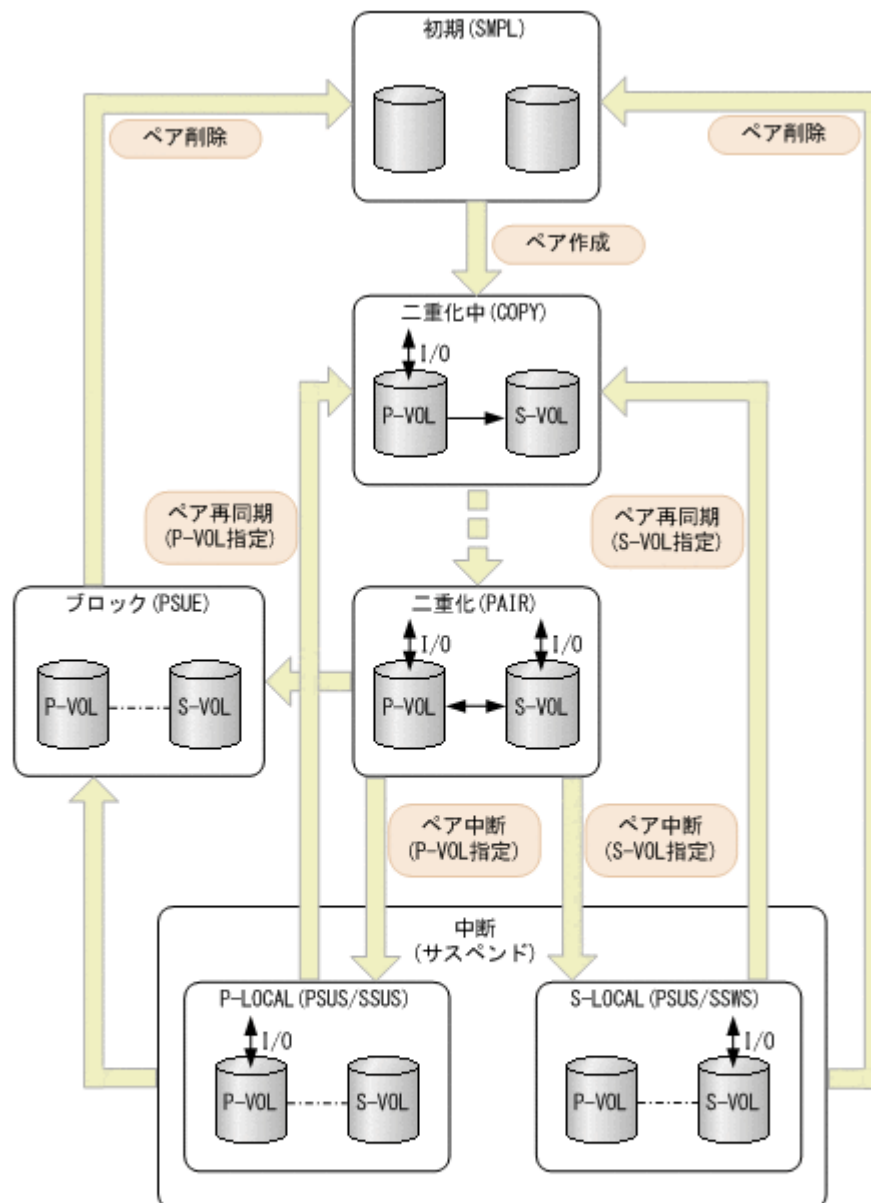 初期(SMPL)
ペア削除
ペア削除
ペア作成
二重化中(COPY)
I/O
P-VOL
S-VOL
ペア再同期
(P-VOL指定)
ペア再同期
(S-VOL指定)
ブロック(PSUE)
P-VOL
S-VOL
二重化(PAIR)
I/O
I/O
P-VOL
S-VOL
ペア中断
(P-VOL指定)
ペア中断
(S-VOL指定)
中断
(サスペンド)
P-LOCAL(PSUS/SSUS)
I/O
P-VOL
S-VOL
S-LOCAL(PSUS/SSWS)
I/O
P-VOL
S-VOL